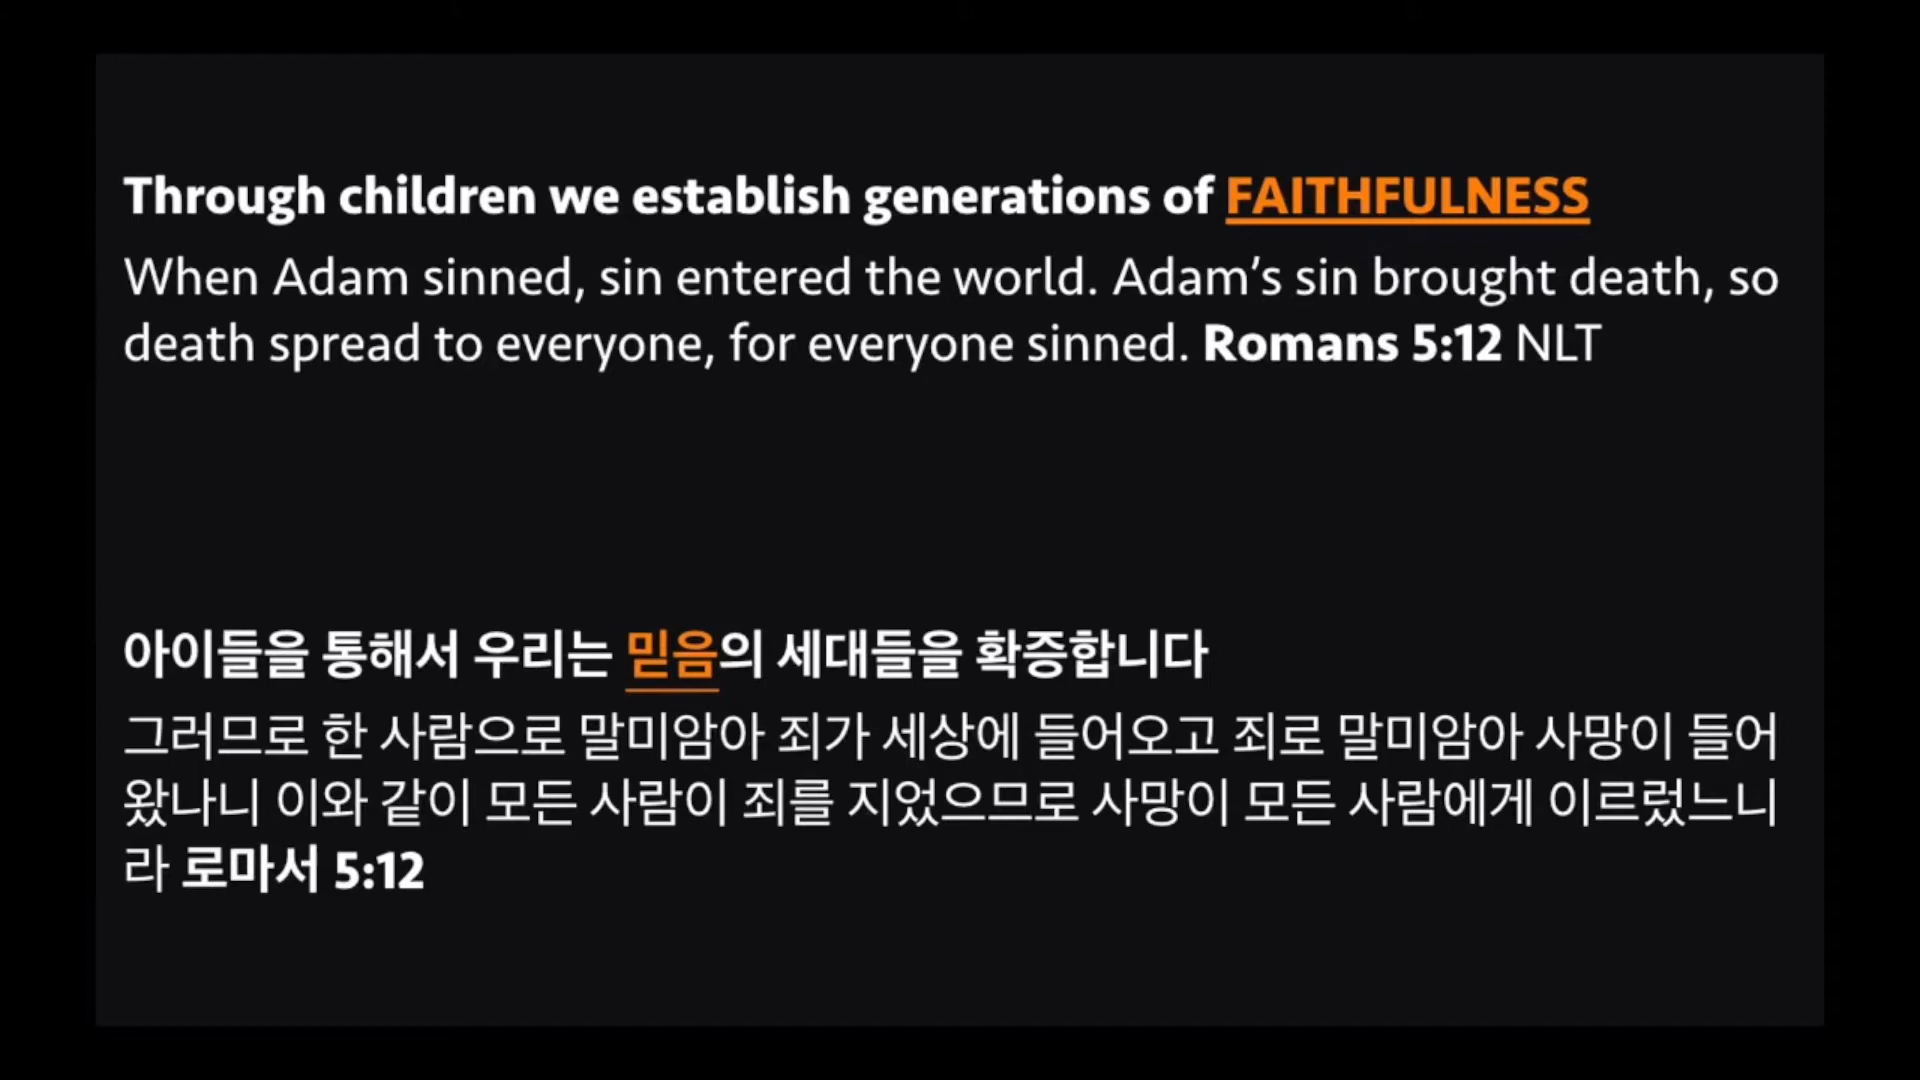 Through children we establish generations of FAITHFULNESS
When Adam sinned, sin entered the world. Adam’s sin brought death, so
death spread to everyone, for everyone sinned. Romans 5:12 NLT
아이들을 통해서 우리는 믿음의 세대들을 확증합니다
그러므로 한 사람으로 말미암아 죄가 세상에 들어오고 죄로 말미암아 사망이 들어
왔나니 이와 같이 모든 사람이 죄를 지었으므로 사망이 모든 사람에게 이르렀느니
라 로마서 5:12